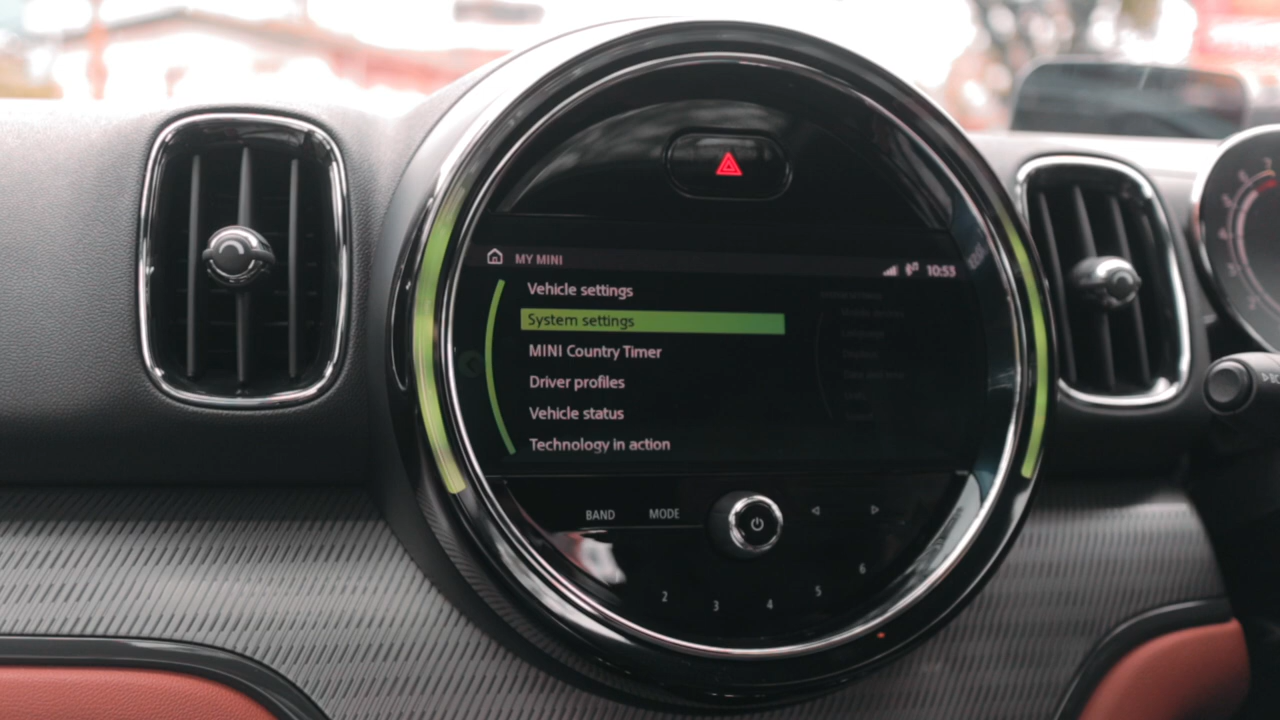 MY MINI
10:53
Vehicle settings
System settings
MINI Country Timer
Driver profiles
Vehicle status
Technology in action
BAND MODE
2 3 4 5 6